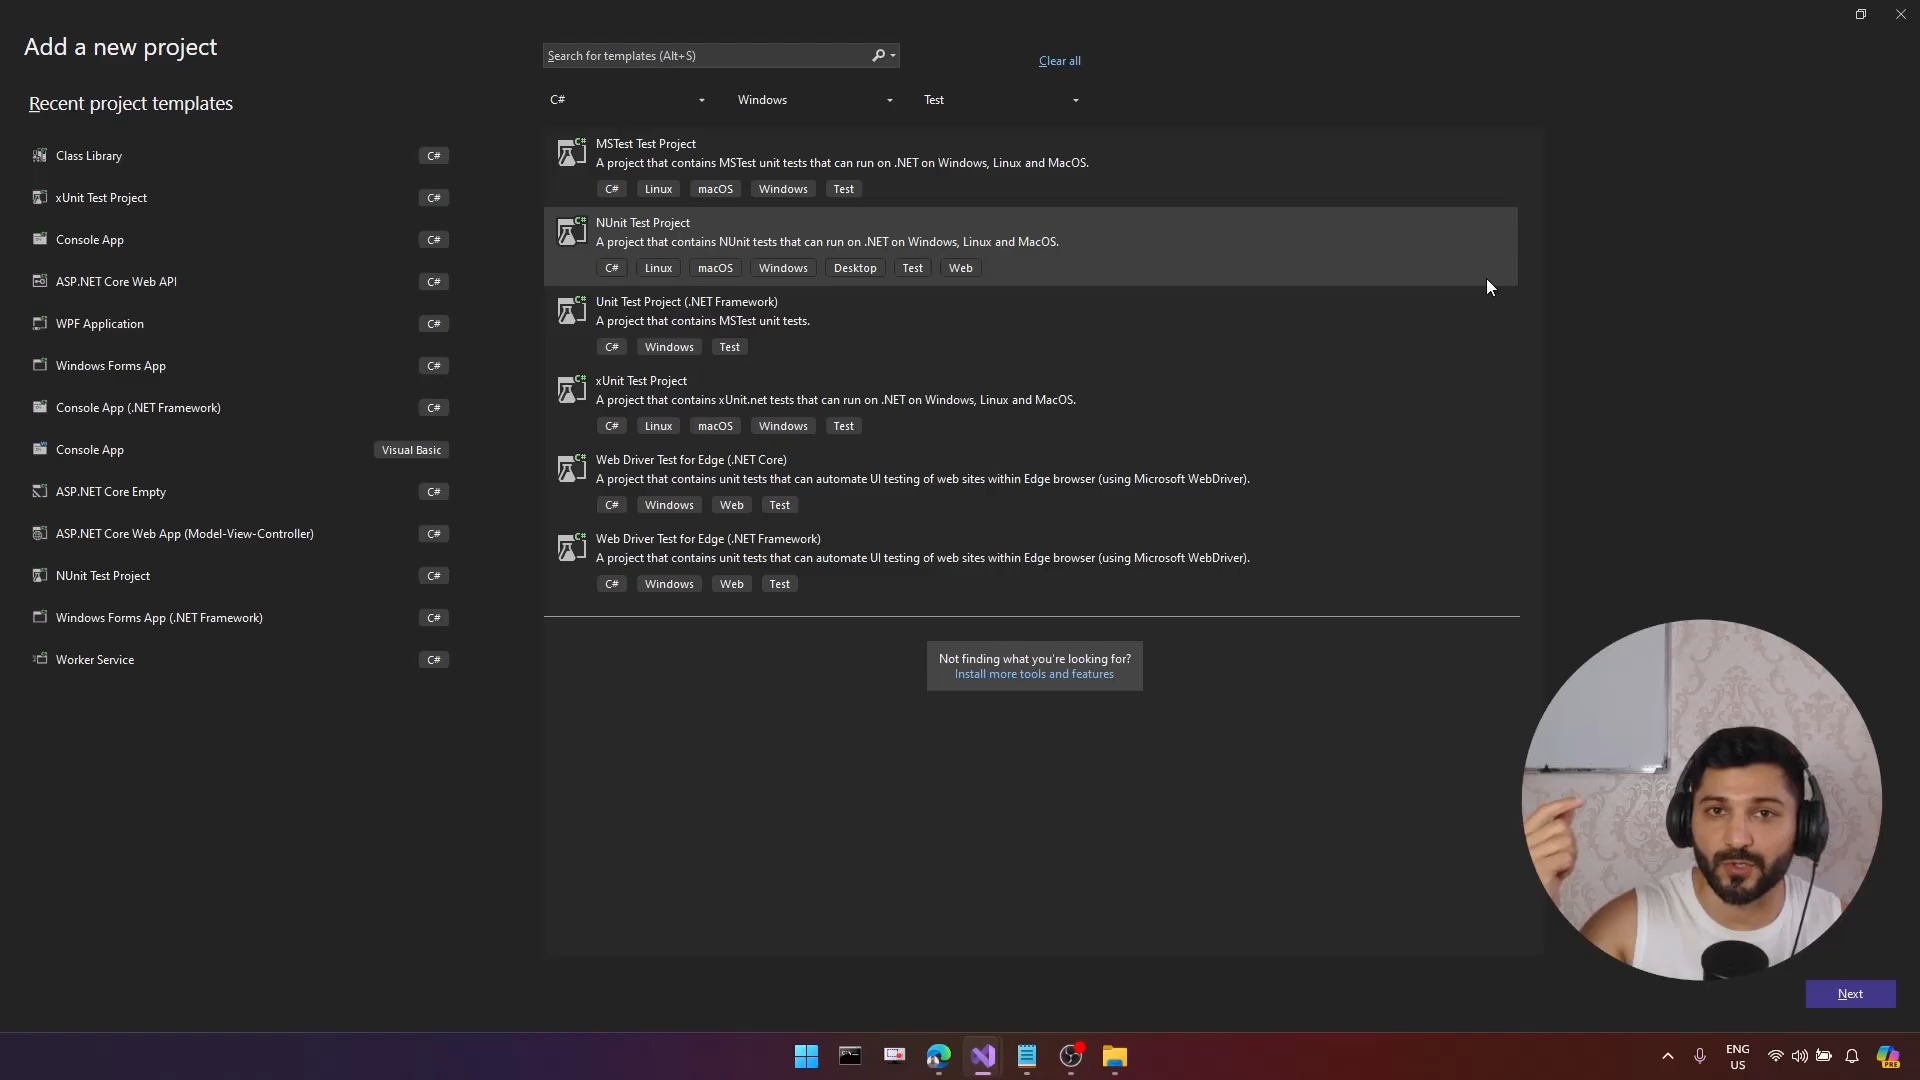 Add a new project
Recent project templates
Class Library C#
xUnit Test Project C#
Console App C#
ASP.NET Core Web API C#
WPF Application C#
Windows Forms App C#
Console App (.NET Framework) C#
Console App Visual Basic
ASP.NET Core Empty C#
ASP.NET Core Web App (Model-View-Controller) C#
NUnit Test Project C#
Windows Forms App (.NET Framework) C#
Worker Service C#
Search for templates (Alt+S)
Clear all
C# Windows Test
MSTest Test Project
A project that contains MSTest unit tests that can run on .NET on Windows, Linux and MacOS.
C# Linux macOS Windows Test
NUnit Test Project
A project that contains NUnit tests that can run on .NET on Windows, Linux and MacOS.
C# Linux macOS Windows Desktop Test Web
Unit Test Project (.NET Framework)
A project that contains MSTest unit tests.
C# Windows Test
xUnit Test Project
A project that contains xUnit.net tests that can run on .NET on Windows, Linux and MacOS.
C# Linux macOS Windows Test
Web Driver Test for Edge (.NET Core)
A project that contains unit tests that can automate UI testing of web sites within Edge browser (using Microsoft WebDriver).
C# Windows Web Test
Web Driver Test for Edge (.NET Framework)
A project that contains unit tests that can automate UI testing of web sites within Edge browser (using Microsoft WebDriver).
C# Windows Web Test
Not finding what you're looking for?
Install more tools and features
Next
ENG
US
PRE